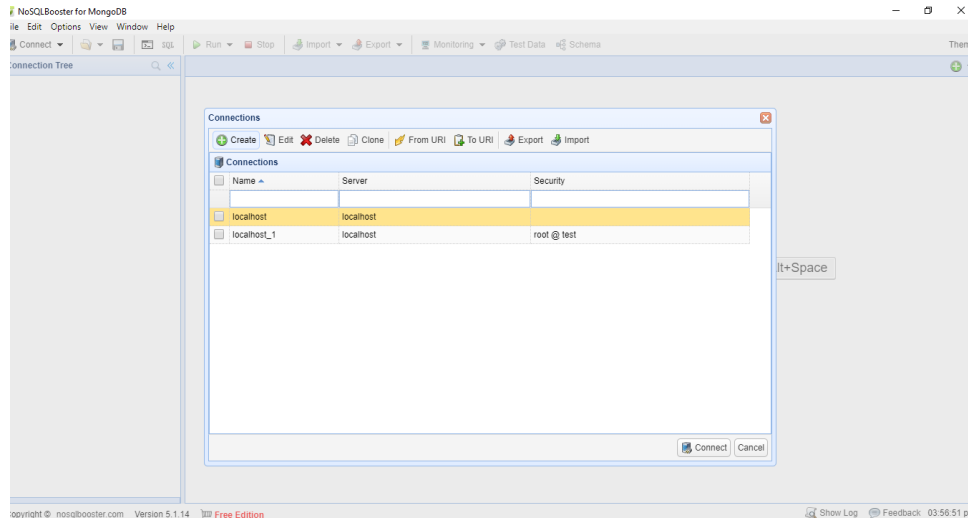 NoSQLBooster for MongoDB
ile Edit Options View Window Help
Connect SQL Run Stop Import Export Monitoring Test Data Schema Them
Connection Tree
Connections
Create Edit Delete Clone From URI To URI Export Import
Connections
Name Server Security
localhost localhost
localhost_1 localhost root @ test
lt+Space
Connect Cancel
opyright © nosqlbooster.com Version 5.1.14 Free Edition Show Log Feedback 03:56:51 p